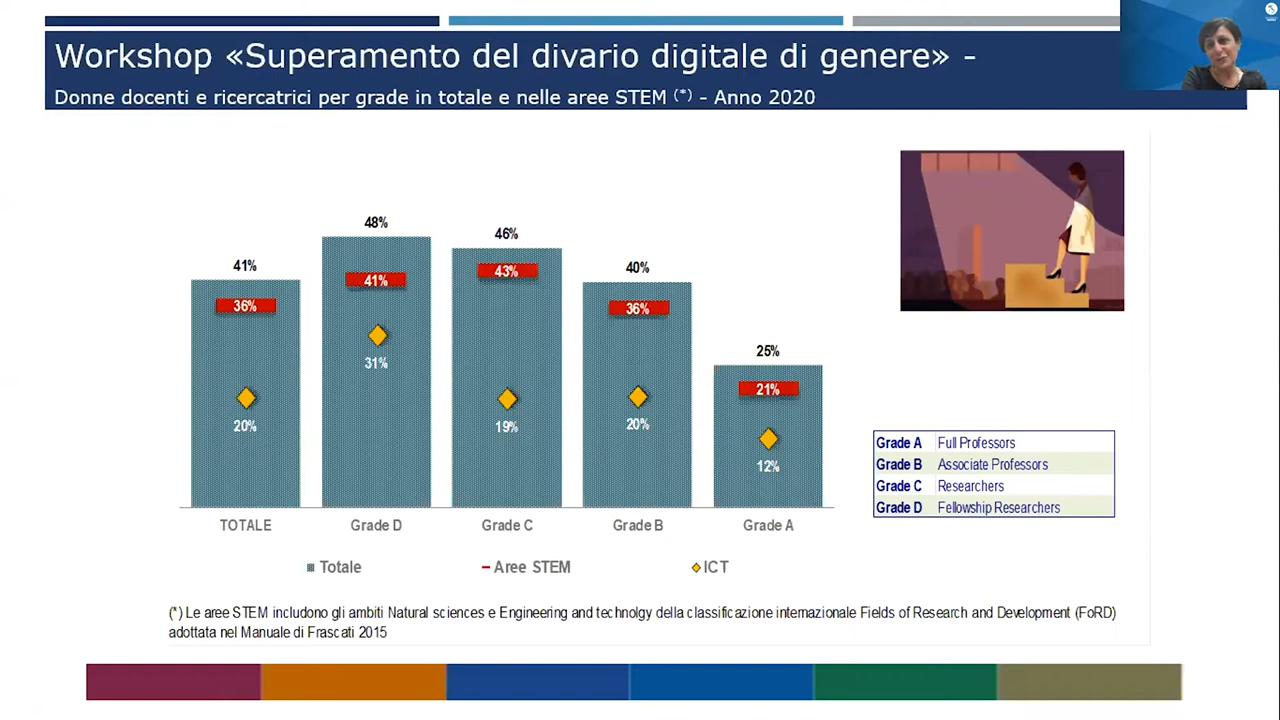 Workshop «Superamento del divario digitale di genere» -
Donne docenti e ricercatrici per grade in totale e nelle aree STEM (*) - Anno 2020
48%
46%
41%
40%
41%
43%
36%
36%
31%
25%
21%
20%
19%
20%
12%
TOTALE
Grade D
Grade C
Grade B
Grade A
Totale
Aree STEM
ICT
Grade A Full Professors
Grade B Associate Professors
Grade C Researchers
Grade D Fellowship Researchers
(*) Le aree STEM includono gli ambiti Natural sciences e Engineering and technolgy della classificazione internazionale Fields of Research and Development (FoRD)
adottata nel Manuale di Frascati 2015